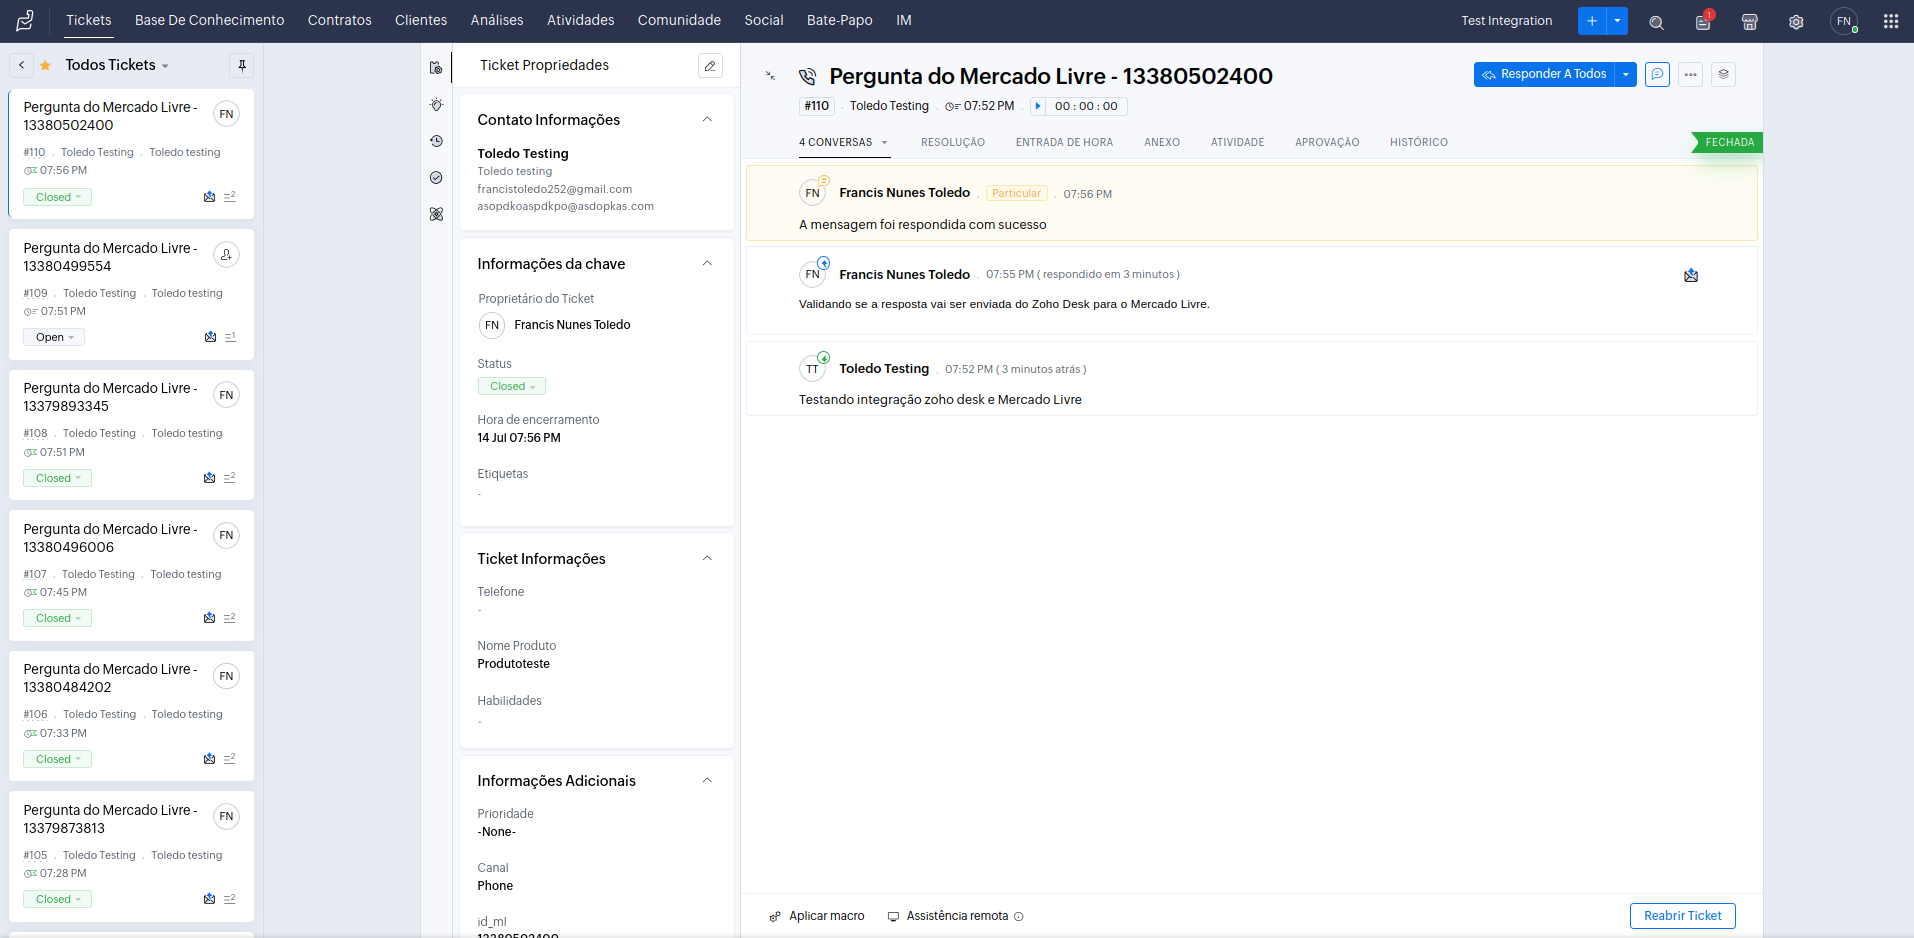 Tickets Base De Conhecimento Contratos Clientes Análises Atividades Comunidade Social Bate-Papo IM Test Integration 1 FN
Todos Tickets
Pergunta do Mercado Livre -
13380502400
FN
#110 . Toledo Testing . Toledo testing
07:56 PM
Closed 2
Pergunta do Mercado Livre -
13380499554
#109 . Toledo Testing . Toledo testing
07:51 PM
Open 1
Pergunta do Mercado Livre -
13379893345
FN
#108 . Toledo Testing . Toledo testing
07:51 PM
Closed 2
Pergunta do Mercado Livre -
13380496006
FN
#107 . Toledo Testing . Toledo testing
07:45 PM
Closed 2
Pergunta do Mercado Livre -
13380484202
FN
#106 . Toledo Testing . Toledo testing
07:33 PM
Closed 2
Pergunta do Mercado Livre -
13379873813
FN
#105 . Toledo Testing . Toledo testing
07:28 PM
Closed 2
Ticket Propriedades
Contato Informações
Toledo Testing
Toledo testing
francistoledo252@gmail.com
asopdkoaspdkpo@asdopkas.com
Informações da chave
Proprietário do Ticket
FN Francis Nunes Toledo
Status
Closed
Hora de encerramento
14 Jul 07:56 PM
Etiquetas
-
Ticket Informações
Telefone
-
Nome Produto
Produtoteste
Habilidades
-
Informações Adicionais
Prioridade
-None-
Canal
Phone
id_ml
13380502400
Pergunta do Mercado Livre - 13380502400
Responder A Todos
#110 . Toledo Testing . 07:52 PM . 00 : 00 : 00
4 CONVERSAS RESOLUÇÃO ENTRADA DE HORA ANEXO ATIVIDADE APROVAÇÃO HISTÓRICO FECHADA
FN Francis Nunes Toledo . Particular . 07:56 PM
A mensagem foi respondida com sucesso
FN Francis Nunes Toledo . 07:55 PM ( respondido em 3 minutos )
Validando se a resposta vai ser enviada do Zoho Desk para o Mercado Livre.
TT Toledo Testing . 07:52 PM ( 3 minutos atrás )
Testando integração zoho desk e Mercado Livre
Aplicar macro Assistência remota Reabrir Ticket